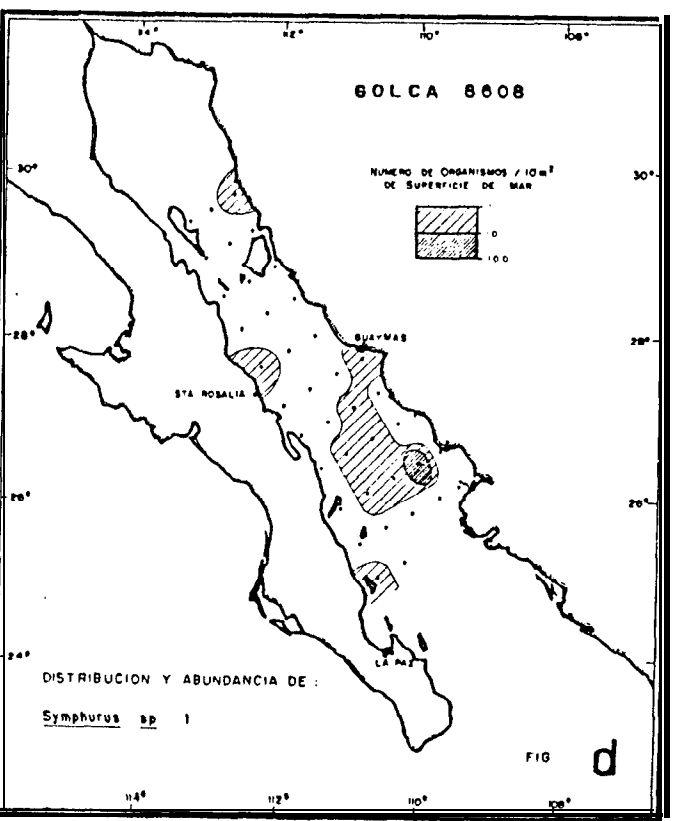 114° 112° 110° 108°
GOLCA 8608
30° 30°
NUMERO DE ORGANISMOS / 10 m²
DE SUPERFICIE DE MAR
10
100
28° 28°
GUAYMAS
STA ROSALIA
26° 26°
24°
LA PAZ
DISTRIBUCION Y ABUNDANCIA DE :
Symphurus sp 1
FIG d
114° 112° 110° 108°